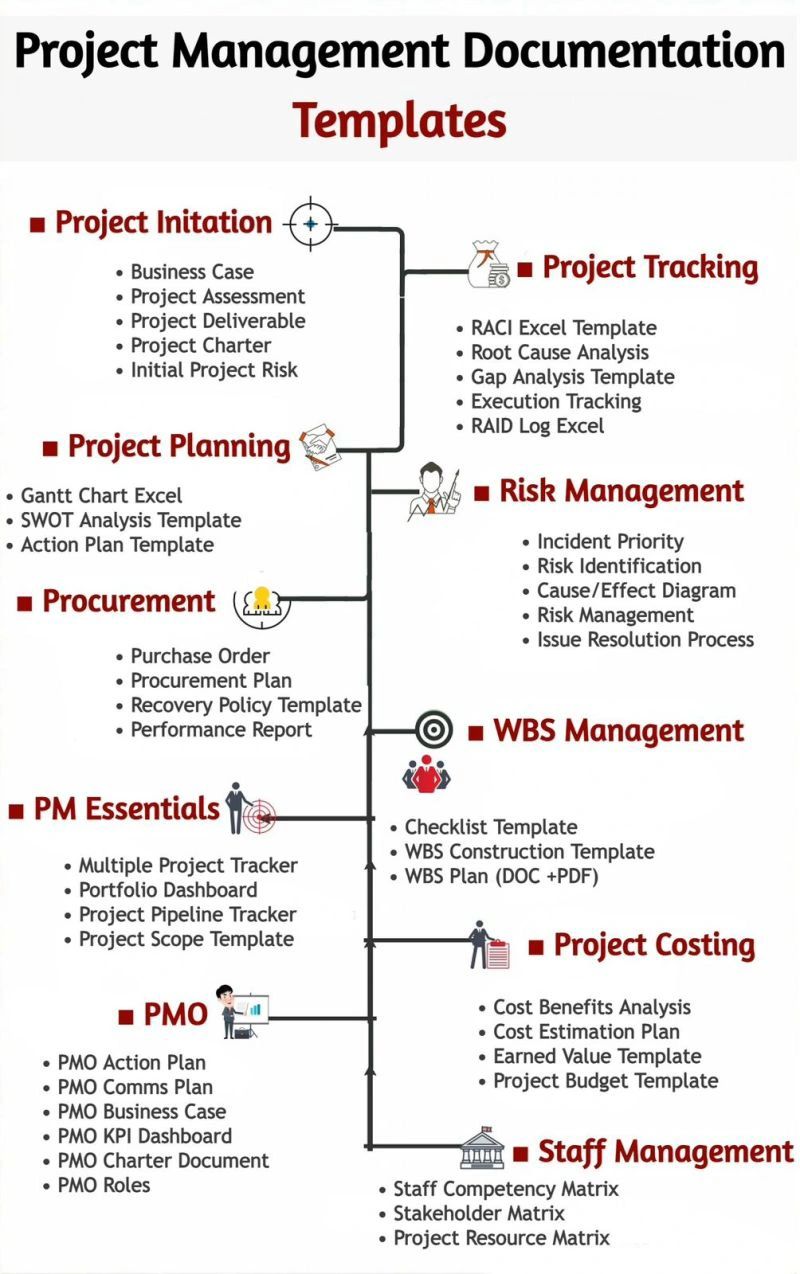 Project Management Documentation
Templates
■ Project Initation
• Business Case
• Project Assessment
• Project Deliverable
• Project Charter
• Initial Project Risk
■ Project Tracking
• RACI Excel Template
• Root Cause Analysis
• Gap Analysis Template
• Execution Tracking
• RAID Log Excel
■ Project Planning
• Gantt Chart Excel
• SWOT Analysis Template
• Action Plan Template
■ Risk Management
• Incident Priority
• Risk Identification
• Cause/Effect Diagram
• Risk Management
• Issue Resolution Process
■ Procurement
• Purchase Order
• Procurement Plan
• Recovery Policy Template
• Performance Report
■ WBS Management
• Checklist Template
• WBS Construction Template
• WBS Plan (DOC +PDF)
■ PM Essentials
• Multiple Project Tracker
• Portfolio Dashboard
• Project Pipeline Tracker
• Project Scope Template
■ Project Costing
• Cost Benefits Analysis
• Cost Estimation Plan
• Earned Value Template
• Project Budget Template
■ PMO
• PMO Action Plan
• PMO Comms Plan
• PMO Business Case
• PMO KPI Dashboard
• PMO Charter Document
• PMO Roles
■ Staff Management
• Staff Competency Matrix
• Stakeholder Matrix
• Project Resource Matrix